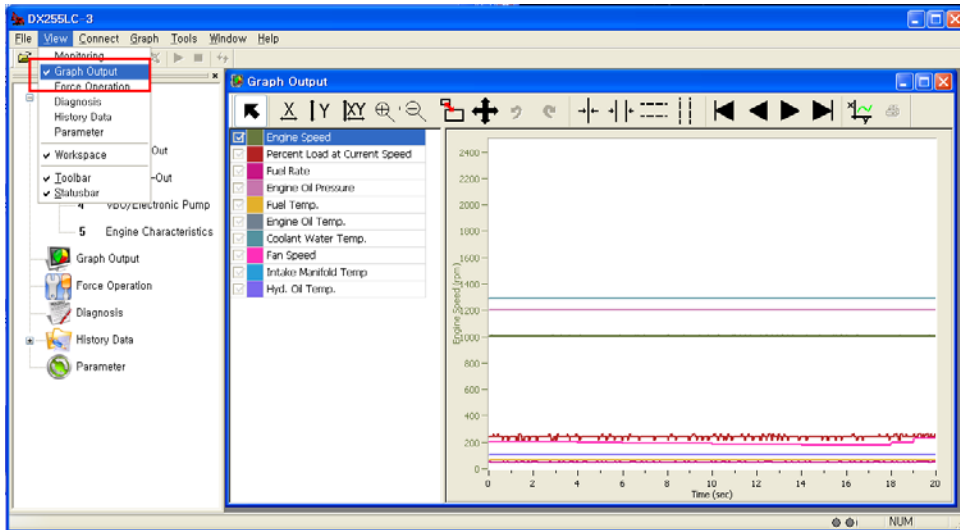 DX255LC-3
File View Connect Graph Tools Window Help
Monitoring
Graph Output
Force Operation
Diagnosis
History Data
Parameter
Workspace
Toolbar
Statusbar
Out
-Out
4 VBO/Electronic Pump
5 Engine Characteristics
Graph Output
Force Operation
Diagnosis
History Data
Parameter
Graph Output
X Y XY
Engine Speed
Percent Load at Current Speed
Fuel Rate
Engine Oil Pressure
Fuel Temp.
Engine Oil Temp.
Coolant Water Temp.
Fan Speed
Intake Manifold Temp
Hyd. Oil Temp.
Engine Speed (rpm)
2400
2200
2000
1800
1600
1400
1200
1000
800
600
400
200
0
0 2 4 6 8 10 12 14 16 18 20
Time (sec)
NUM